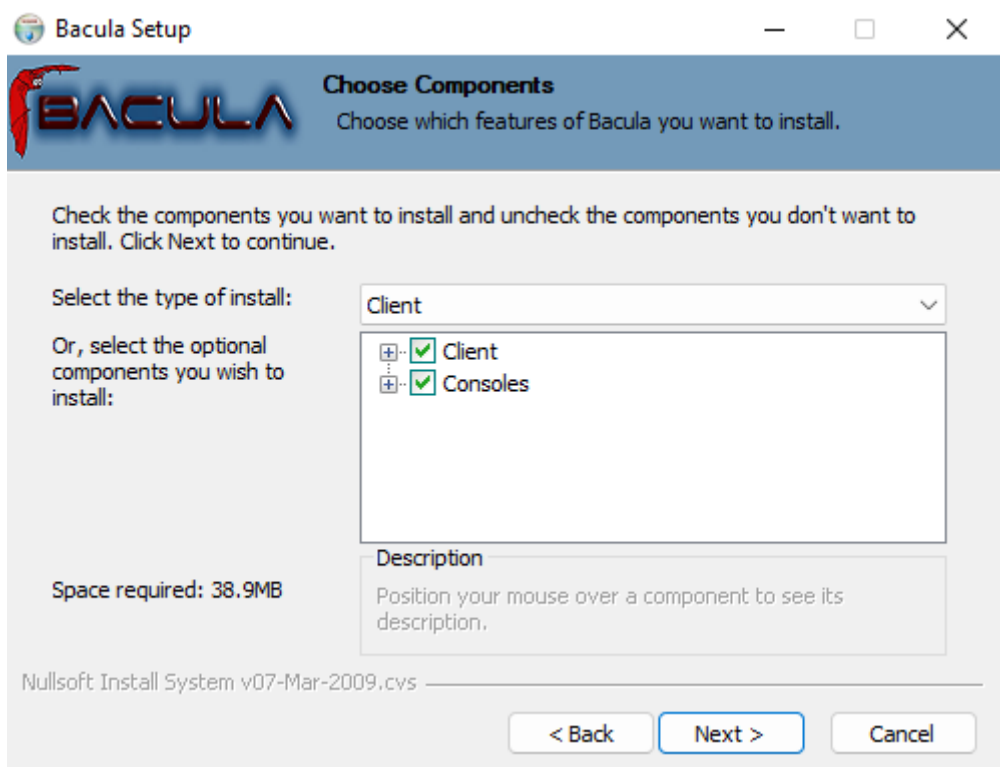 Bacula Setup
BACULA
Choose Components
Choose which features of Bacula you want to install.
Check the components you want to install and uncheck the components you don't want to
install. Click Next to continue.
Select the type of install:
Client
Or, select the optional
components you wish to
install:
Client
Consoles
Space required: 38.9MB
Description
Position your mouse over a component to see its
description.
Nullsoft Install System v07-Mar-2009.cvs
< Back
Next >
Cancel